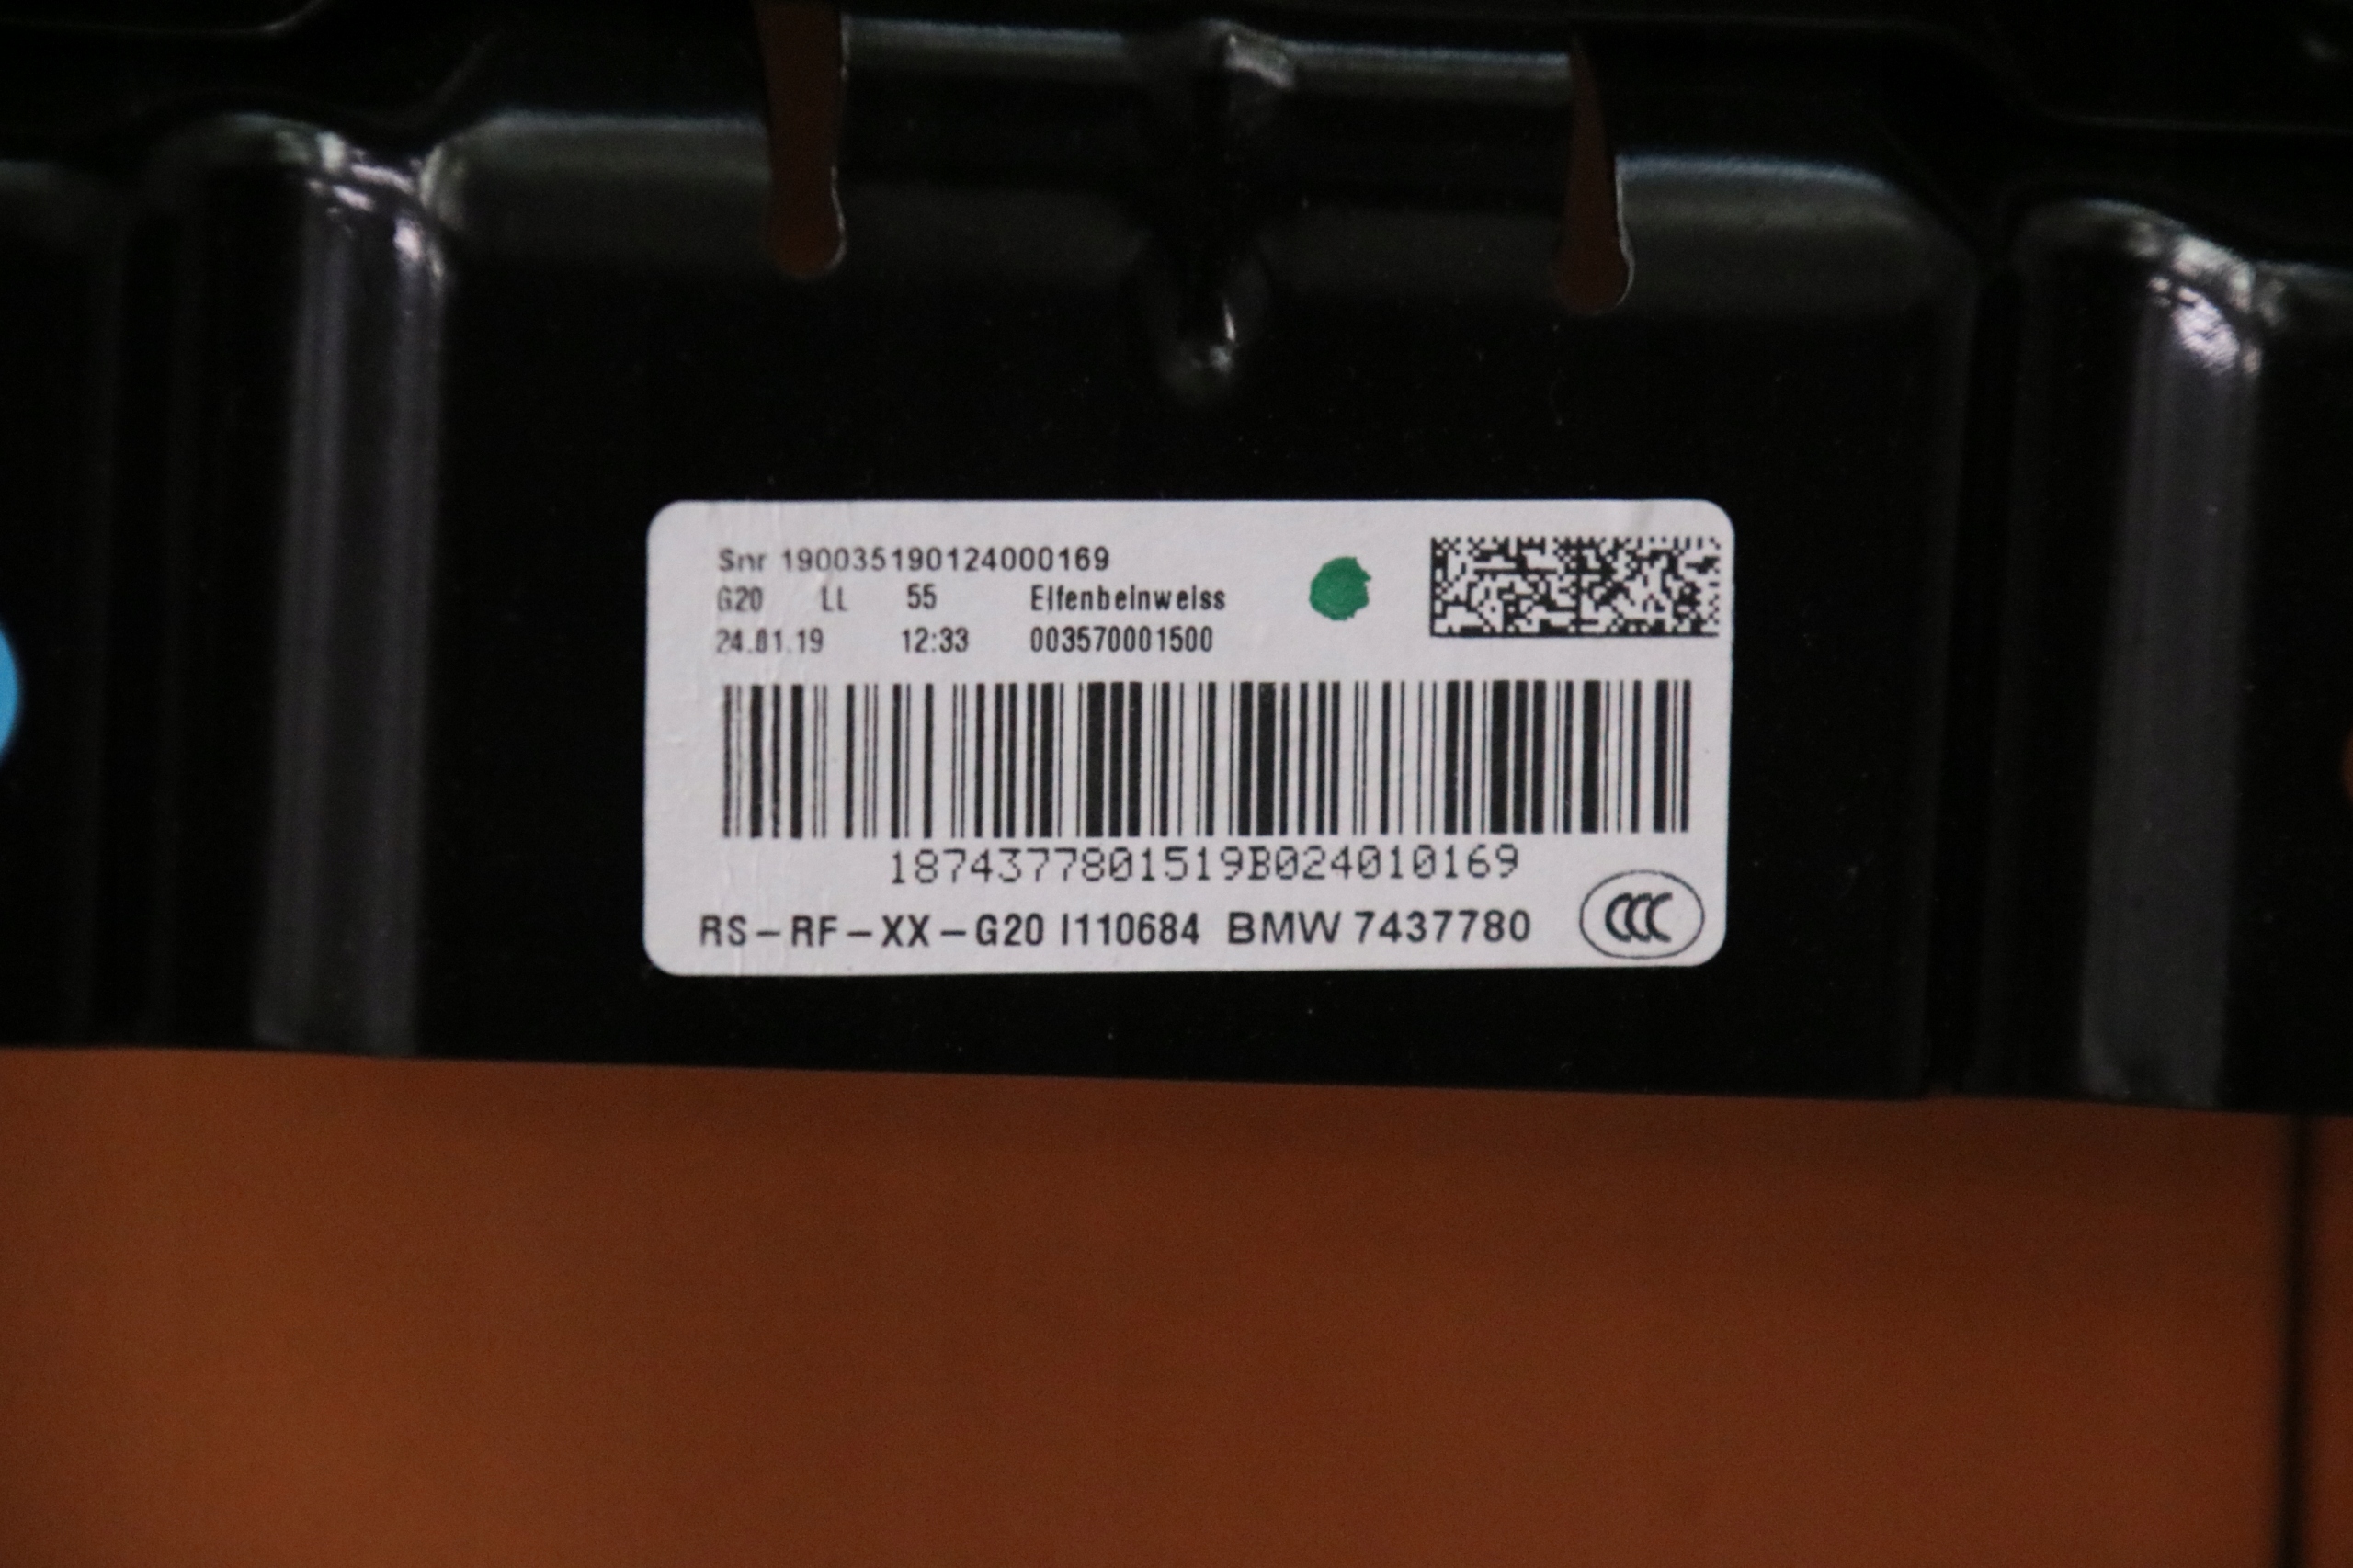 Snr 190035190124000169
G20 LL 55 Elfenbeinweiss
24.01.19 12:33 003570001500
1874377801519B024010169
RS-RF-XX-G20 I110684 BMW 7437780
CCC